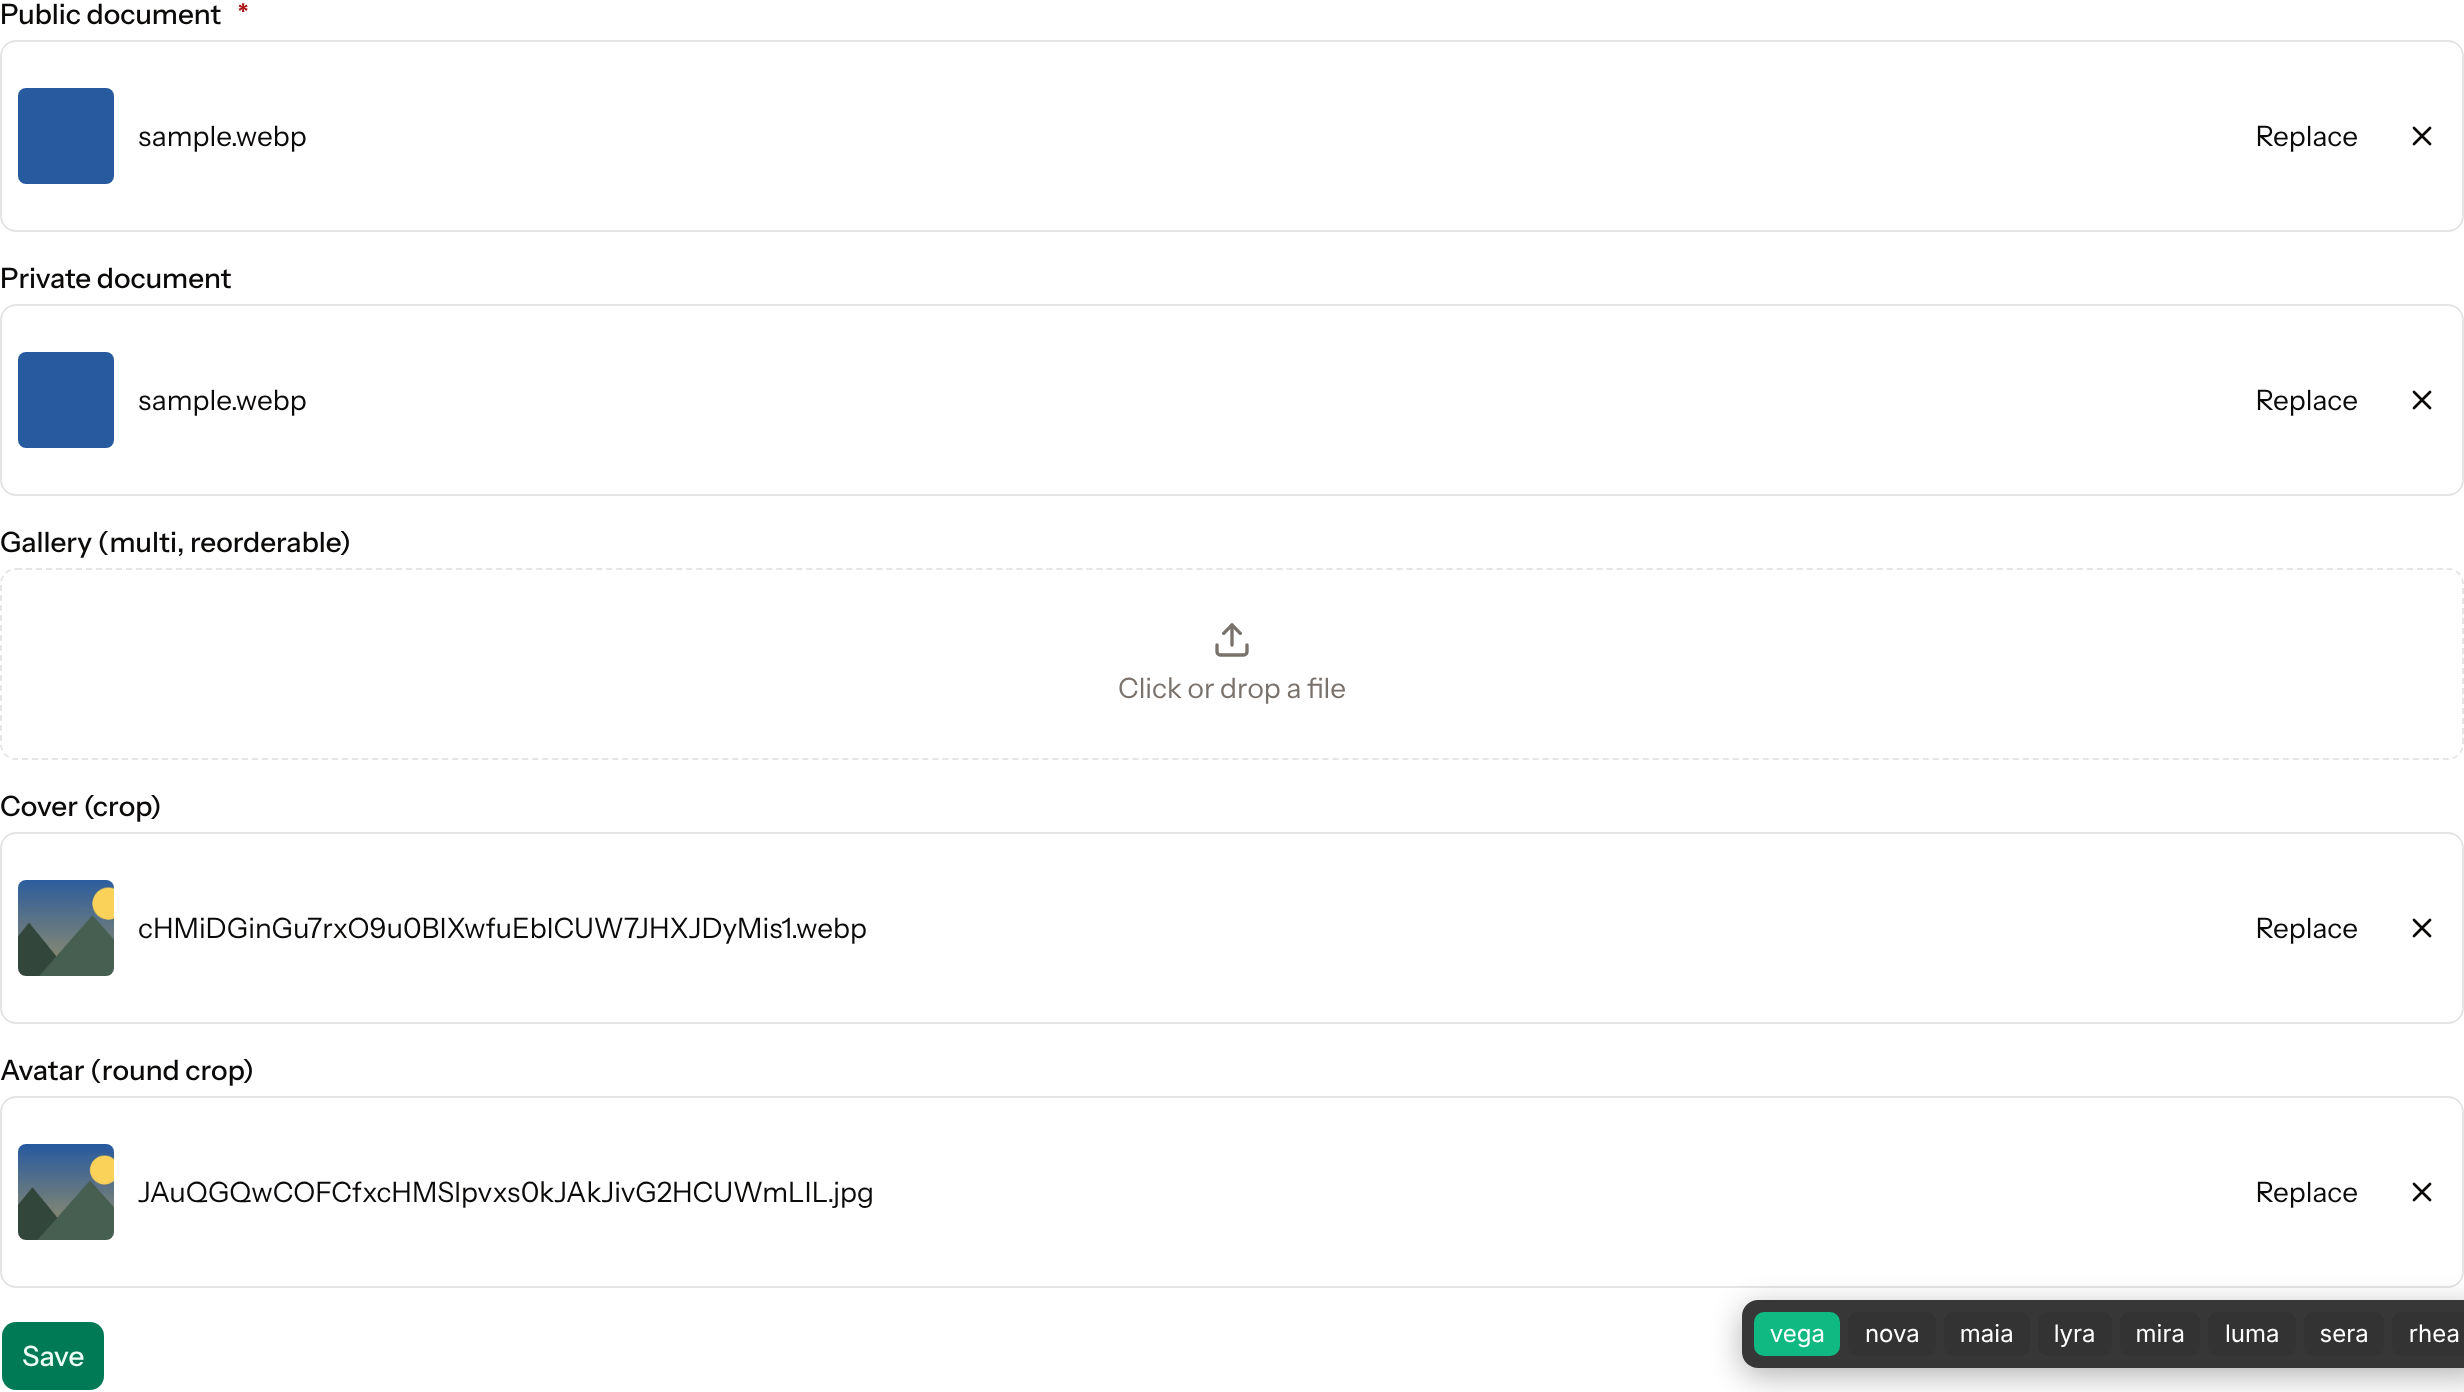 Public document *
sample.webp Replace
Private document
sample.webp Replace
Gallery (multi, reorderable)
Click or drop a file
Cover (crop)
cHMiDGinGu7rxO9u0BIXwfuEbICUW7JHXJDyMis1.webp Replace
Avatar (round crop)
JAuQGQwCOFCfxcHMSIpvxs0kJAkJivG2HCUWmLIL.jpg Replace
Save
vega nova maia lyra mira luma sera rhea